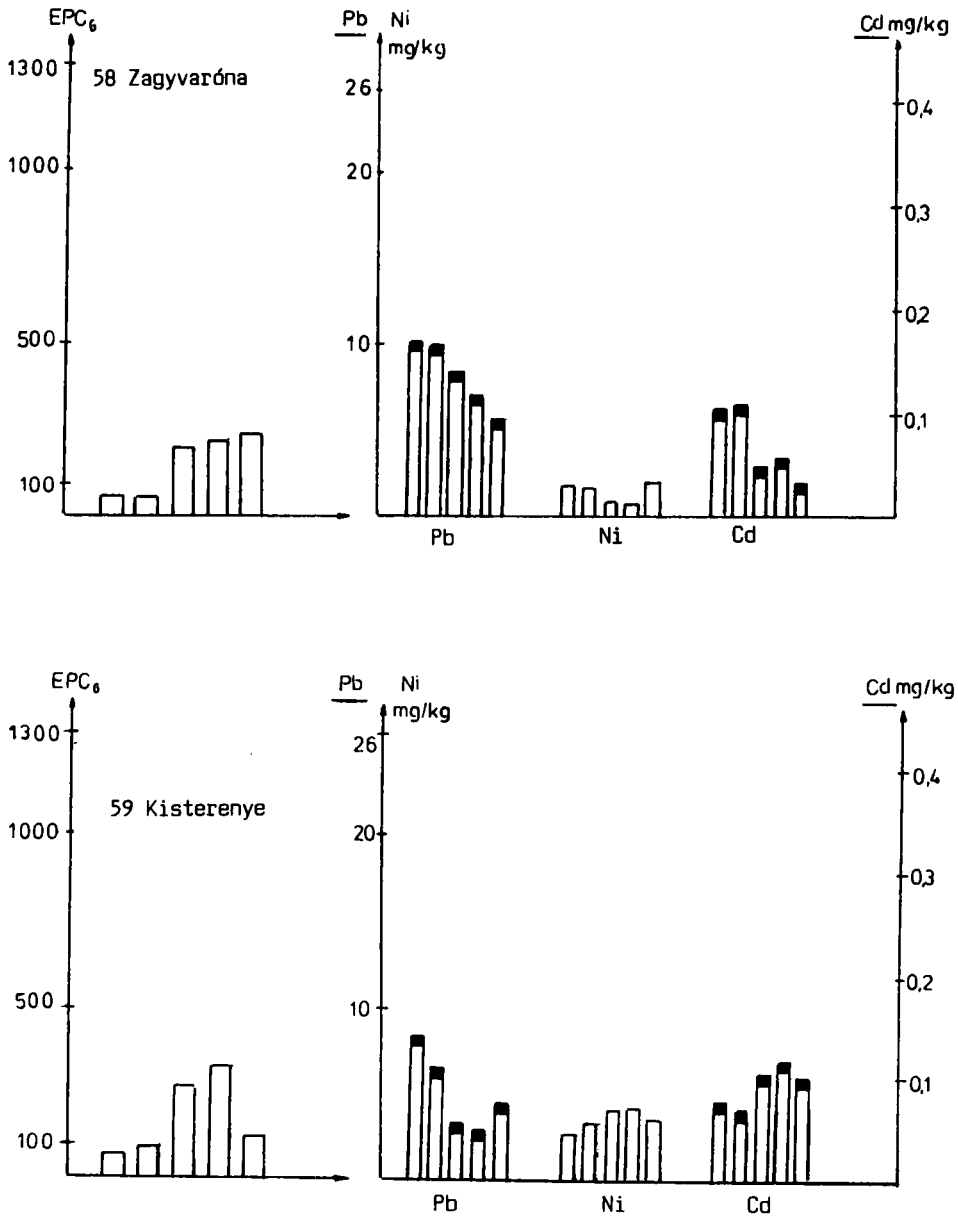 EPC₆ Pb Ni Cd mg/kg
mg/kg
58 Zagyvaróna
1300
1000
500
100
26
20
10
0,4
0,3
0,2
0,1
Pb Ni Cd
EPC₆ Pb Ni Cd mg/kg
mg/kg
59 Kisterenye
1300
1000
500
100
26
20
10
0,4
0,3
0,2
0,1
Pb Ni Cd